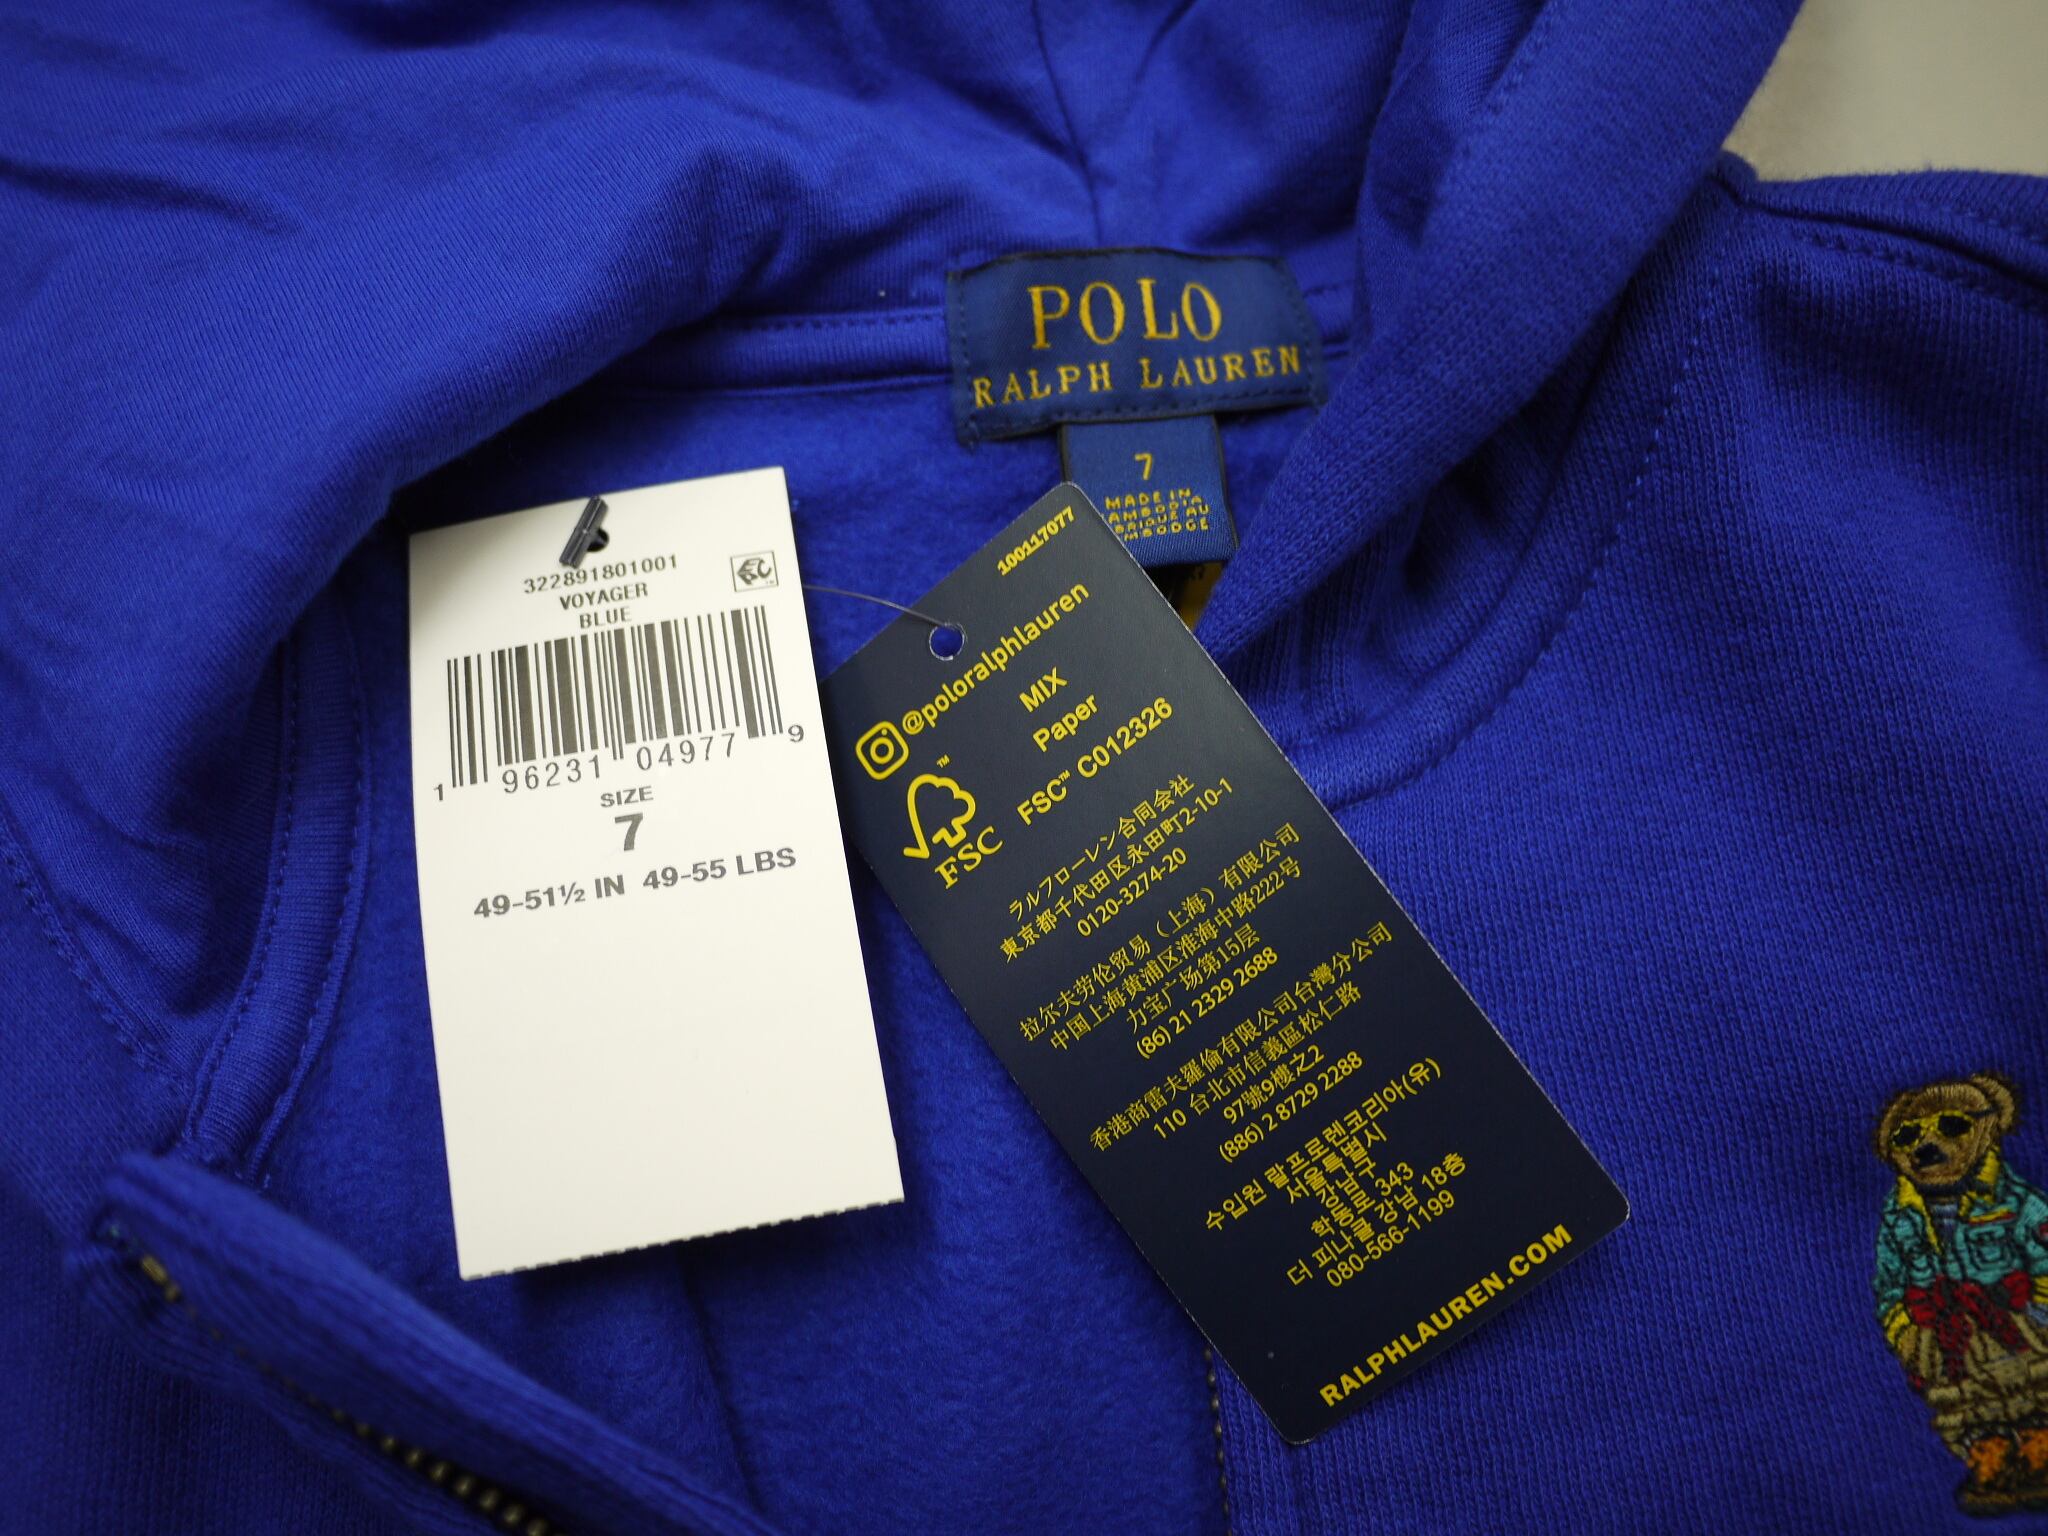 POLO
RALPH LAUREN
7
MADE IN
AMBODIA
BRIQUE AU
MBODGE
322891801001
EPC
VOYAGER
BLUE
1 96231 04977 9
SIZE
7
49-51½ IN 49-55 LBS
100117077
@poloralphlauren
MIX
Paper
FSC™ C012326
FSC
ラルフローレン合同会社
東京都千代田区永田町2-10-1
0120-3274-20
拉尔夫劳伦贸易（上海）有限公司
中国上海黄浦区淮海中路222号
力宝广场第15层
(86) 21 2329 2688
香港商雷夫羅倫有限公司台灣分公司
110 台北市信義區松仁路
97號9樓之2
(886) 2 8729 2288
수입원 랄프로렌코리아(유)
서울특별시
강남구
학동로 343
더 피나클 강남 18층
080-566-1199
RALPHLAUREN.COM